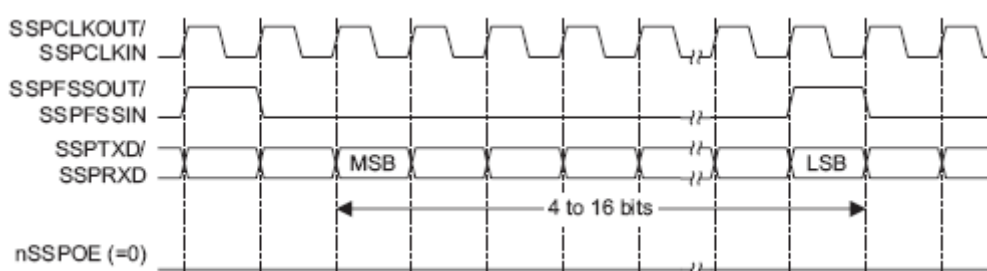 SSPCLKOUT/
SSPCLKIN
SSPFSSOUT/
SSPFSSIN
SSPTXD/
SSPRXD
MSB
LSB
4 to 16 bits
nSSPOE (=0)